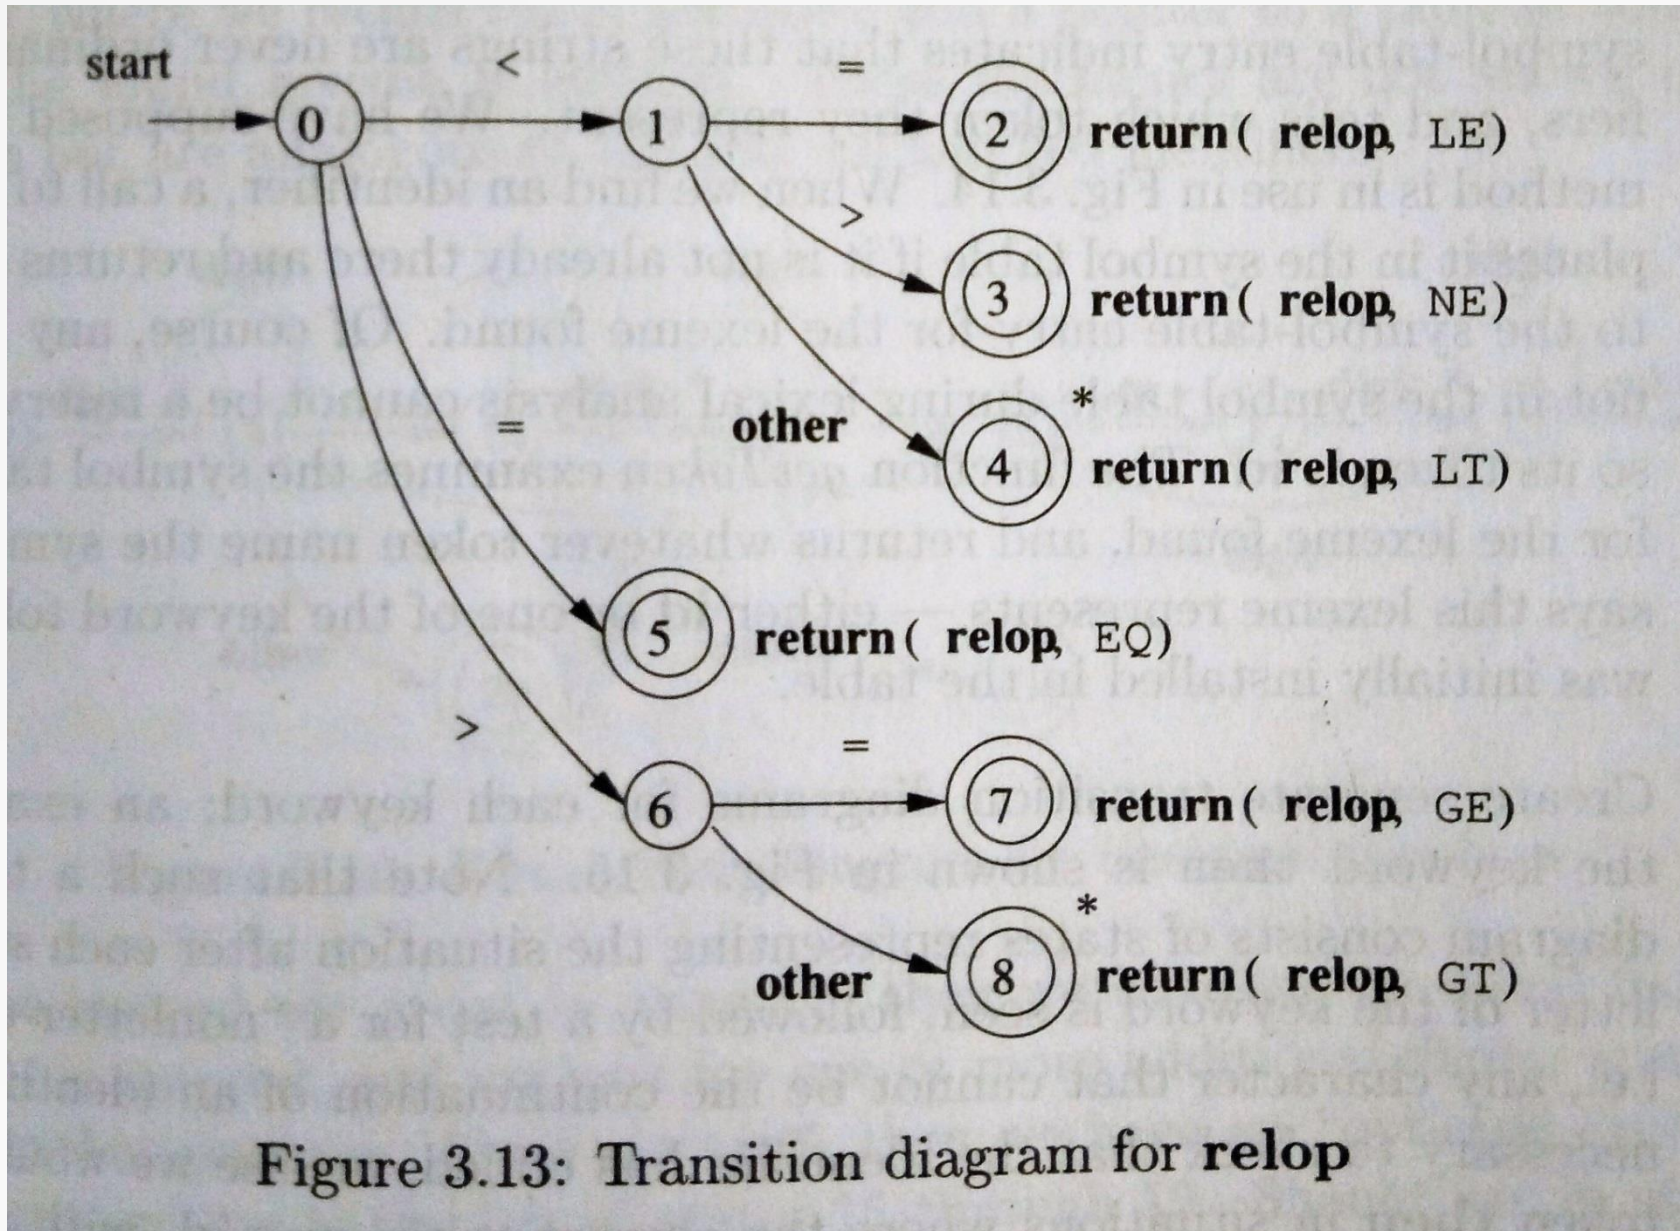 start < =
0 1 2 return( relop, LE)
>
3 return( relop, NE)
*
= other 4 return( relop, LT)
5 return( relop, EQ)
> =
6 7 return( relop, GE)
*
other 8 return( relop, GT)
Figure 3.13: Transition diagram for relop